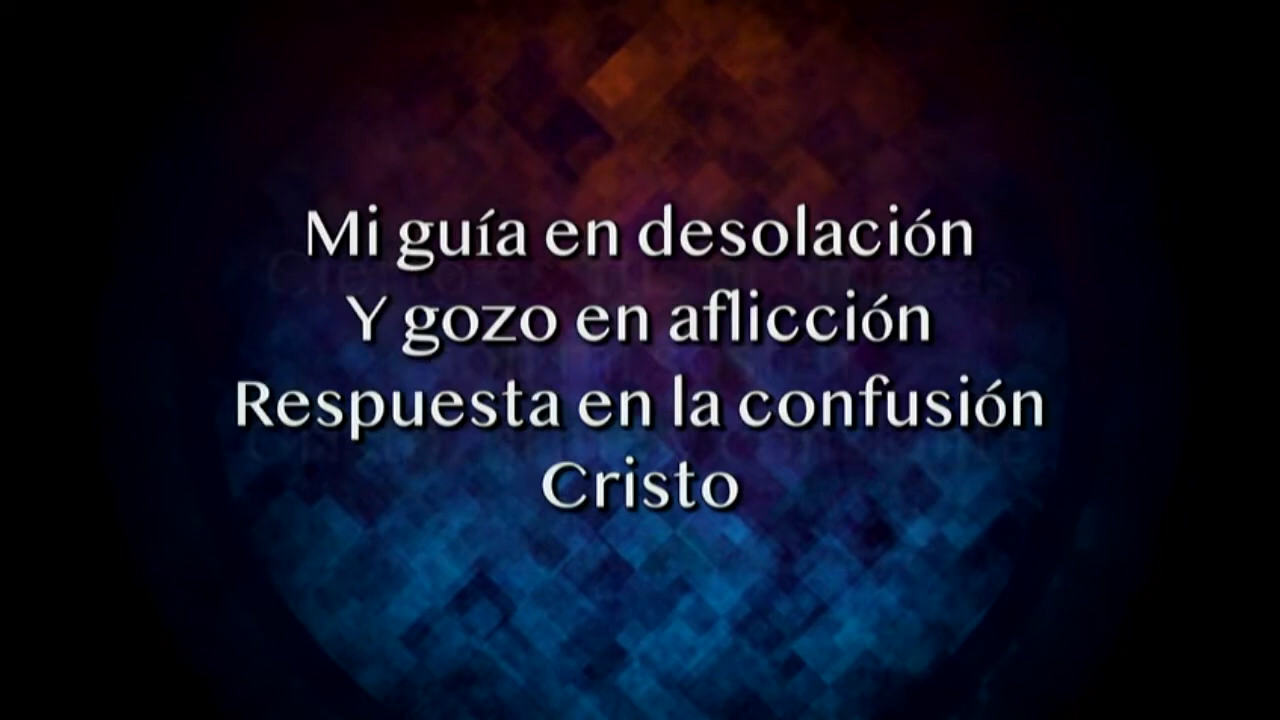 Mi guía en desolación
Y gozo en aflicción
Respuesta en la confusión
Cristo